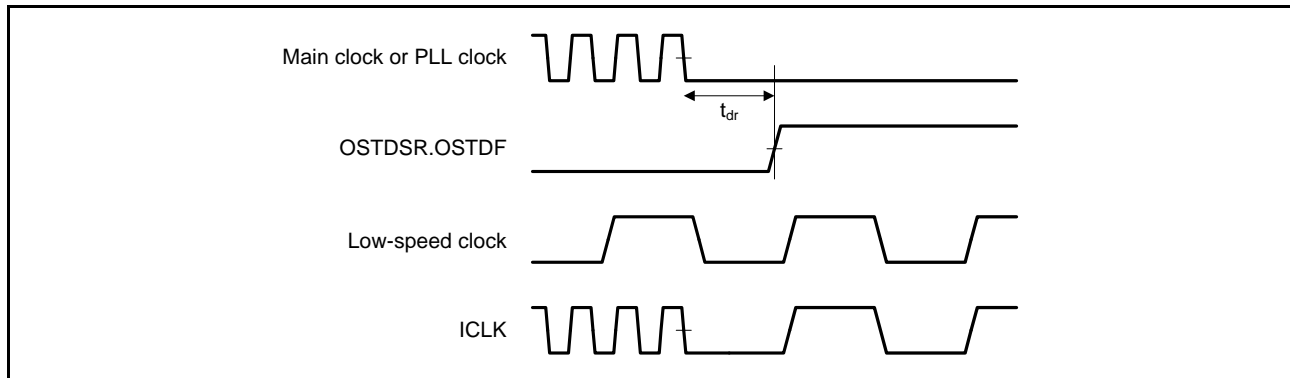 Main clock or PLL clock
tdr
OSTDSR.OSTDF
Low-speed clock
ICLK